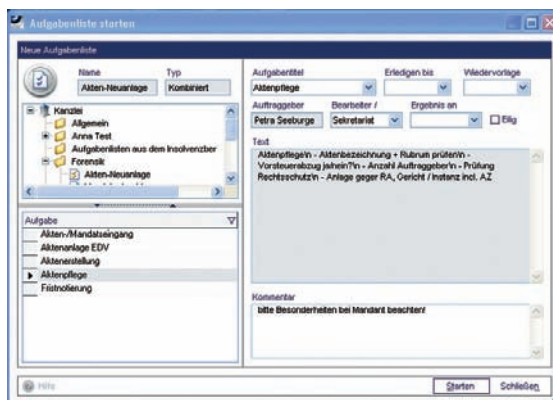 Aufgabenliste starten
Neue Aufgabenliste
Name Typ
Akten-Neuanlage Kombiniert
Kanzlei
Allgemein
Anna Test
Aufgabenlisten aus dem Insolvenzber
Forensik
Akten-Neuanlage
Aufgabe
Akten-/Mandatseingang
Aktenanlage EDV
Aktenerstellung
Aktenpflege
Fristnotierung
Aufgabentitel Erledigen bis Wiedervorlage
Aktenpflege
Auftraggeber Bearbeiter / Ergebnis an
Petra Seeburge Sekretariat Eilig
Text
Aktenpflege\n - Aktenbezeichnung + Rubrum prüfen\n -
Vorsteuerabzug ja/nein?\n - Anzahl Auftraggeber\n - Prüfung
Rechtsschutz\n - Anlage geger RA, Gericht / Instanz incl. AZ
Kommentar
bitte Besonderheiten bei Mandant beachten!
Hilfe Starten Schließen